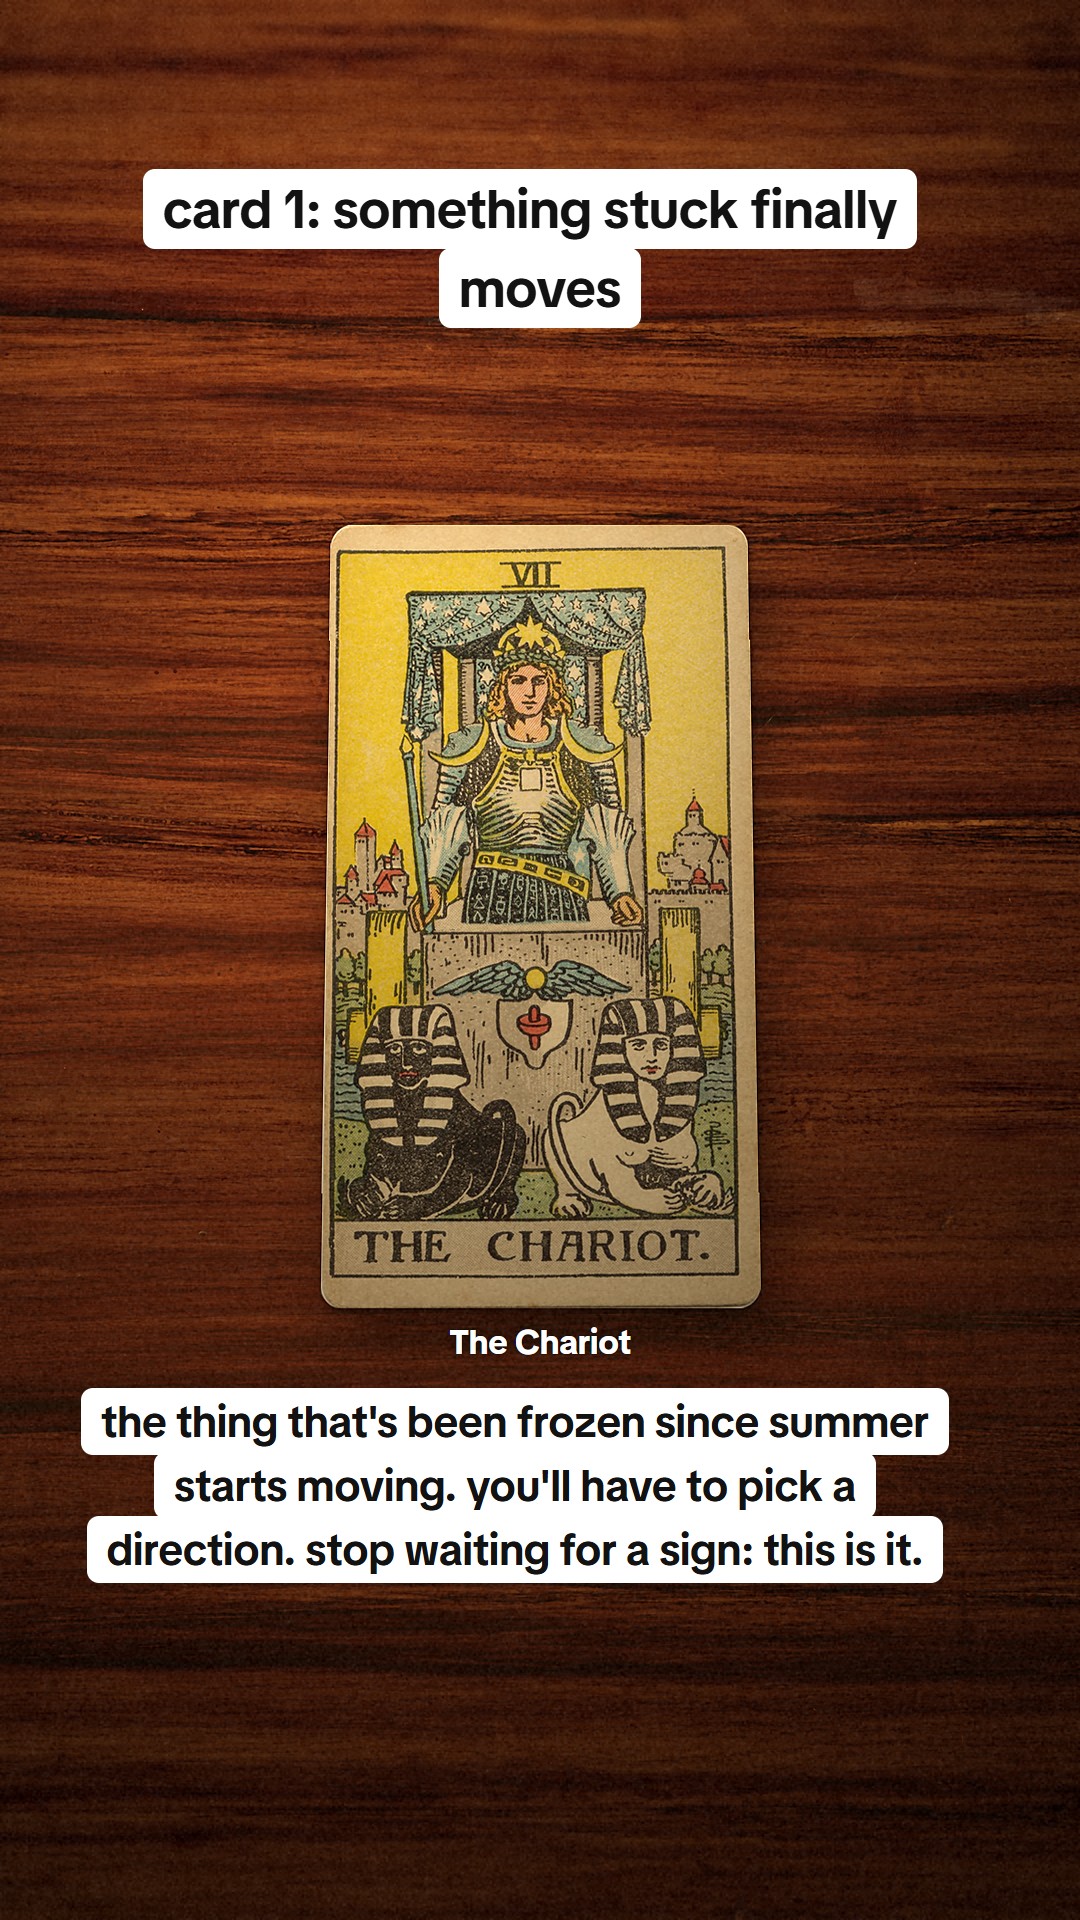 card 1: something stuck finally
moves
VII
THE CHARIOT.
The Chariot
the thing that's been frozen since summer
starts moving. you'll have to pick a
direction. stop waiting for a sign: this is it.